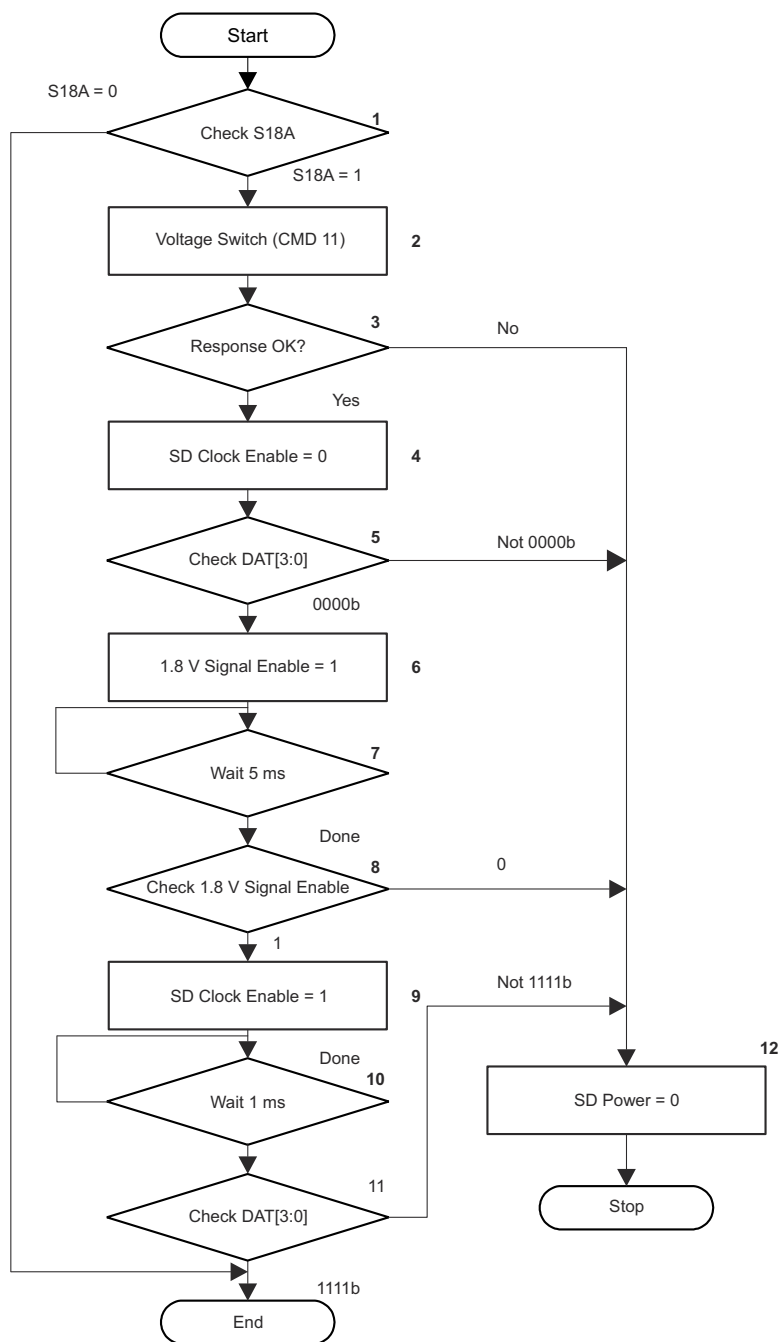 Start
S18A = 0
1
Check S18A
S18A = 1
Voltage Switch (CMD 11)
2
3
No
Response OK?
Yes
SD Clock Enable = 0
4
5
Not 0000b
Check DAT[3:0]
0000b
1.8 V Signal Enable = 1
6
7
Wait 5 ms
Done
8
0
Check 1.8 V Signal Enable
1
SD Clock Enable = 1
9
Not 1111b
Done
10
12
Wait 1 ms
SD Power = 0
11
Check DAT[3:0]
Stop
1111b
End